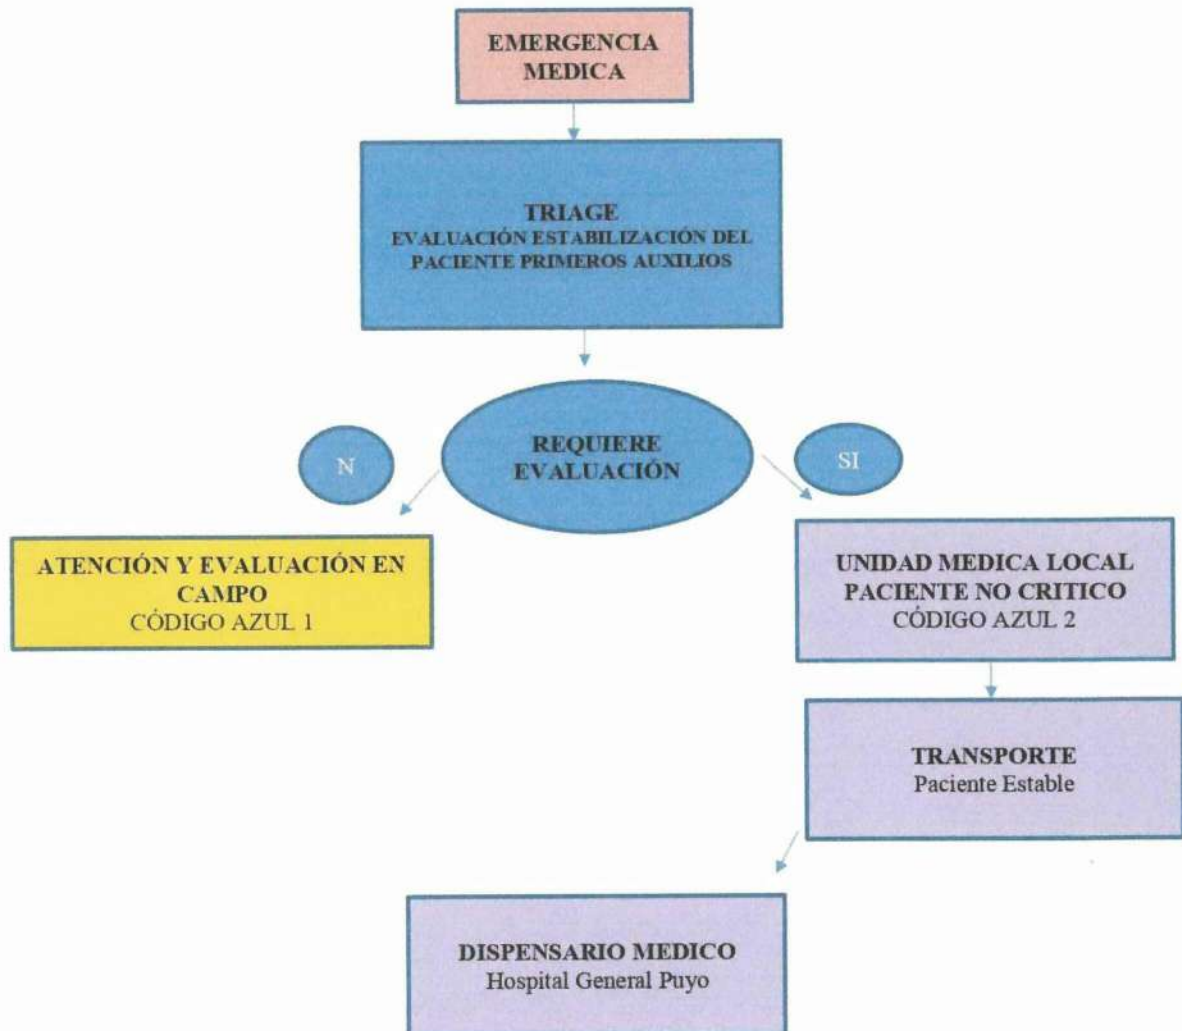 EMERGENCIA
MEDICA
TRIAGE
EVALUACIÓN ESTABILIZACIÓN DEL
PACIENTE PRIMEROS AUXILIOS
REQUIERE
EVALUACIÓN
N
SI
ATENCIÓN Y EVALUACIÓN EN
CAMPO
CÓDIGO AZUL 1
UNIDAD MEDICA LOCAL
PACIENTE NO CRITICO
CÓDIGO AZUL 2
TRANSPORTE
Paciente Estable
DISPENSARIO MEDICO
Hospital General Puyo